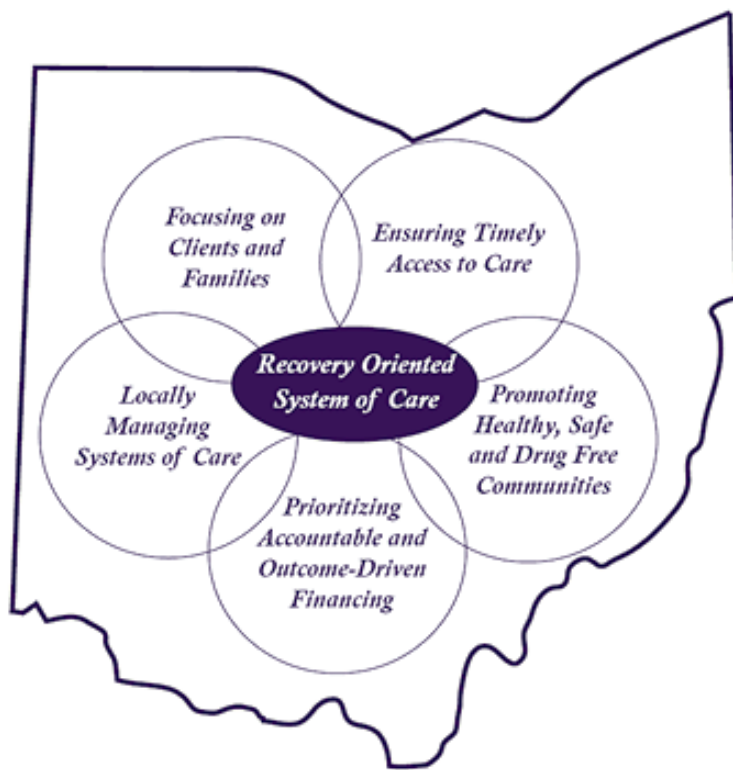 Focusing on
Clients and
Families
Ensuring Timely
Access to Care
Recovery Oriented
System of Care
Locally
Managing
Systems of Care
Promoting
Healthy, Safe
and Drug Free
Communities
Prioritizing
Accountable and
Outcome-Driven
Financing